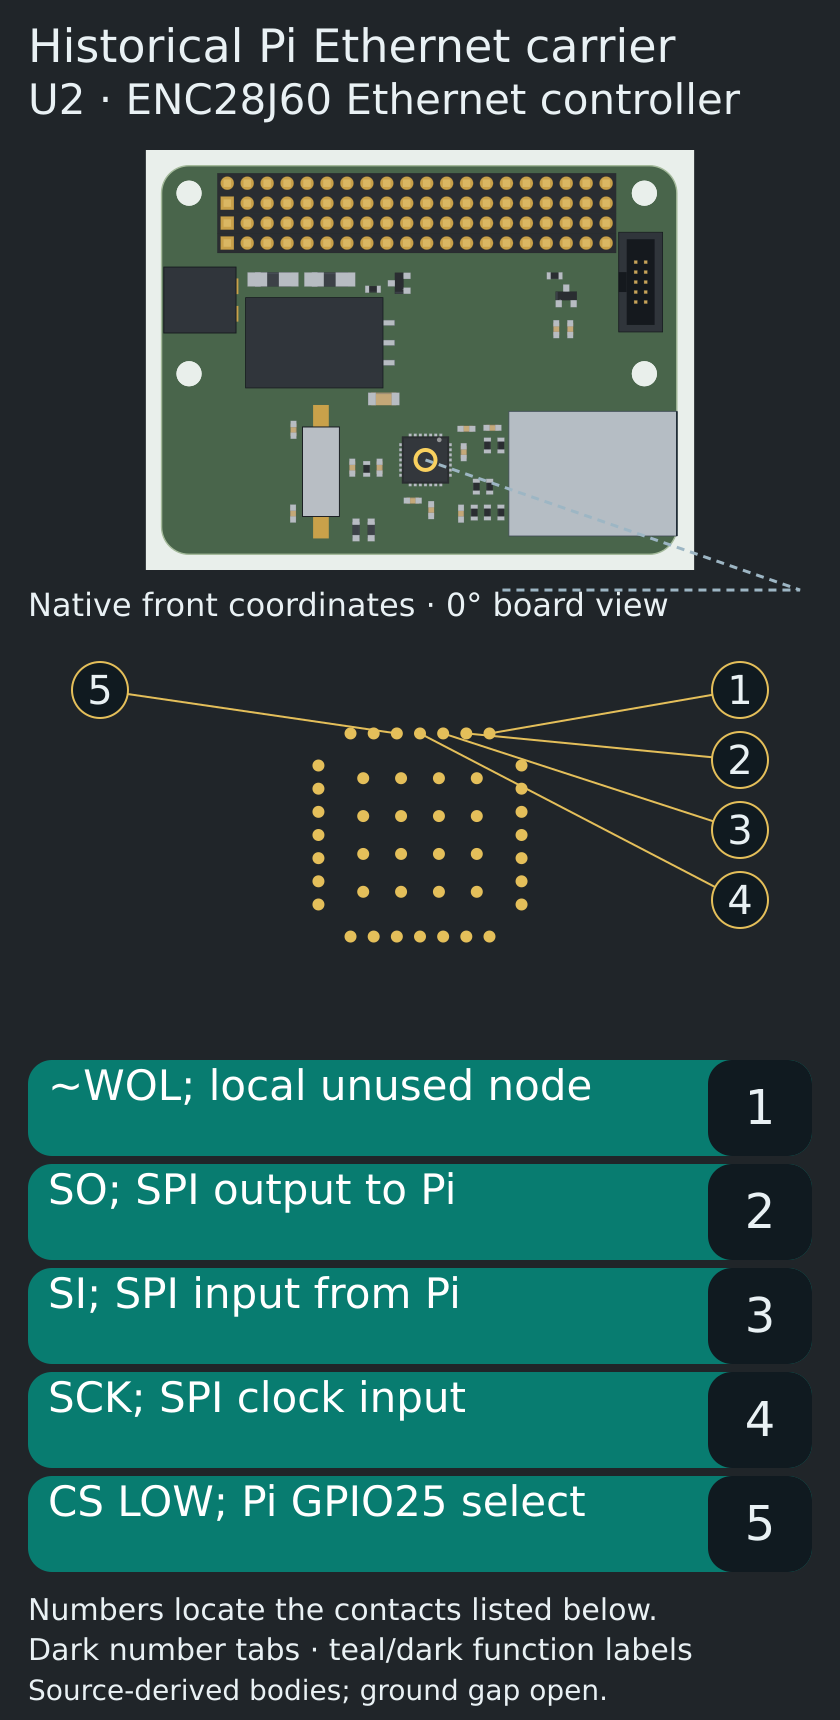 Historical Pi Ethernet carrier
U2 · ENC28J60 Ethernet controller
Native front coordinates · 0° board view
5
1
2
3
4
~WOL; local unused node 1
SO; SPI output to Pi 2
SI; SPI input from Pi 3
SCK; SPI clock input 4
CS LOW; Pi GPIO25 select 5
Numbers locate the contacts listed below.
Dark number tabs · teal/dark function labels
Source-derived bodies; ground gap open.